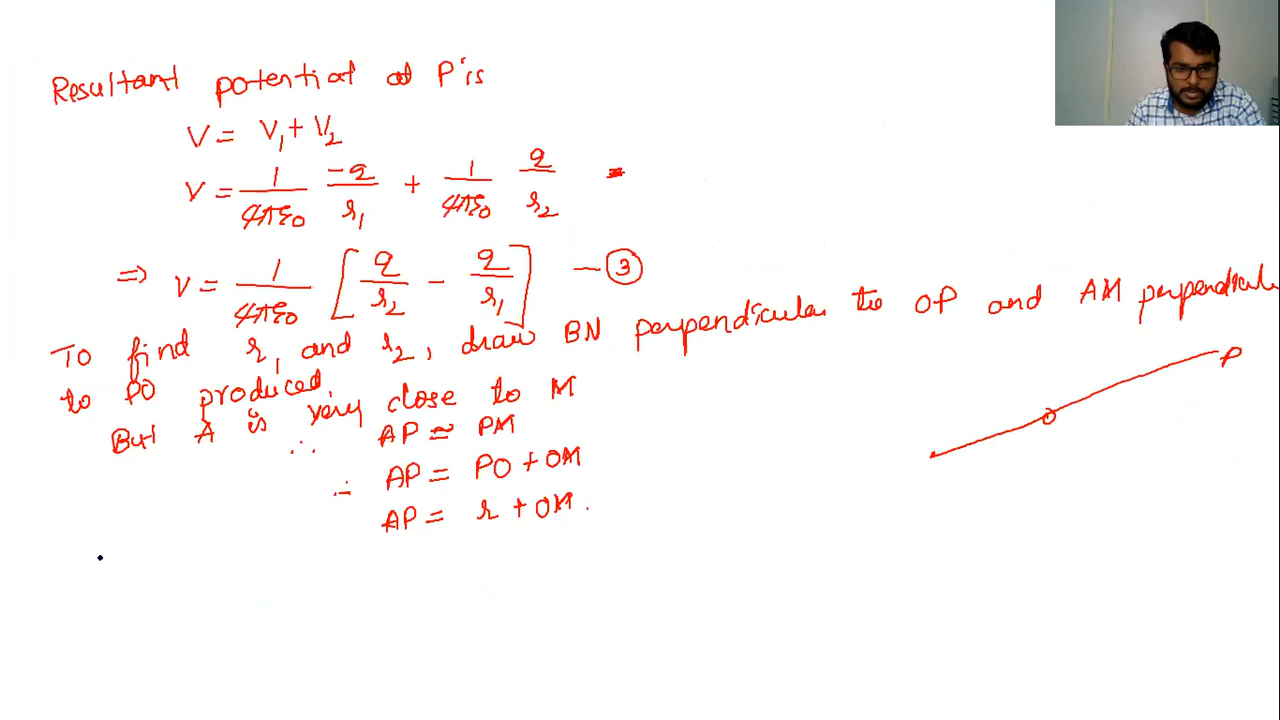 Resultant potential at P is
V = V₁ + V₂
V = 1/4πε₀ -q/r₁ + 1/4πε₀ q/r₂
⇒ V = 1/4πε₀ [q/r₂ - q/r₁] — ③
To find r₁ and r₂, draw BN perpendicular to OP and AM perpendicular
to PO produced.
But A is very close to M
∴ AP ≃ PM
∴ AP = PO + OM
AP = r + OM.
P
O